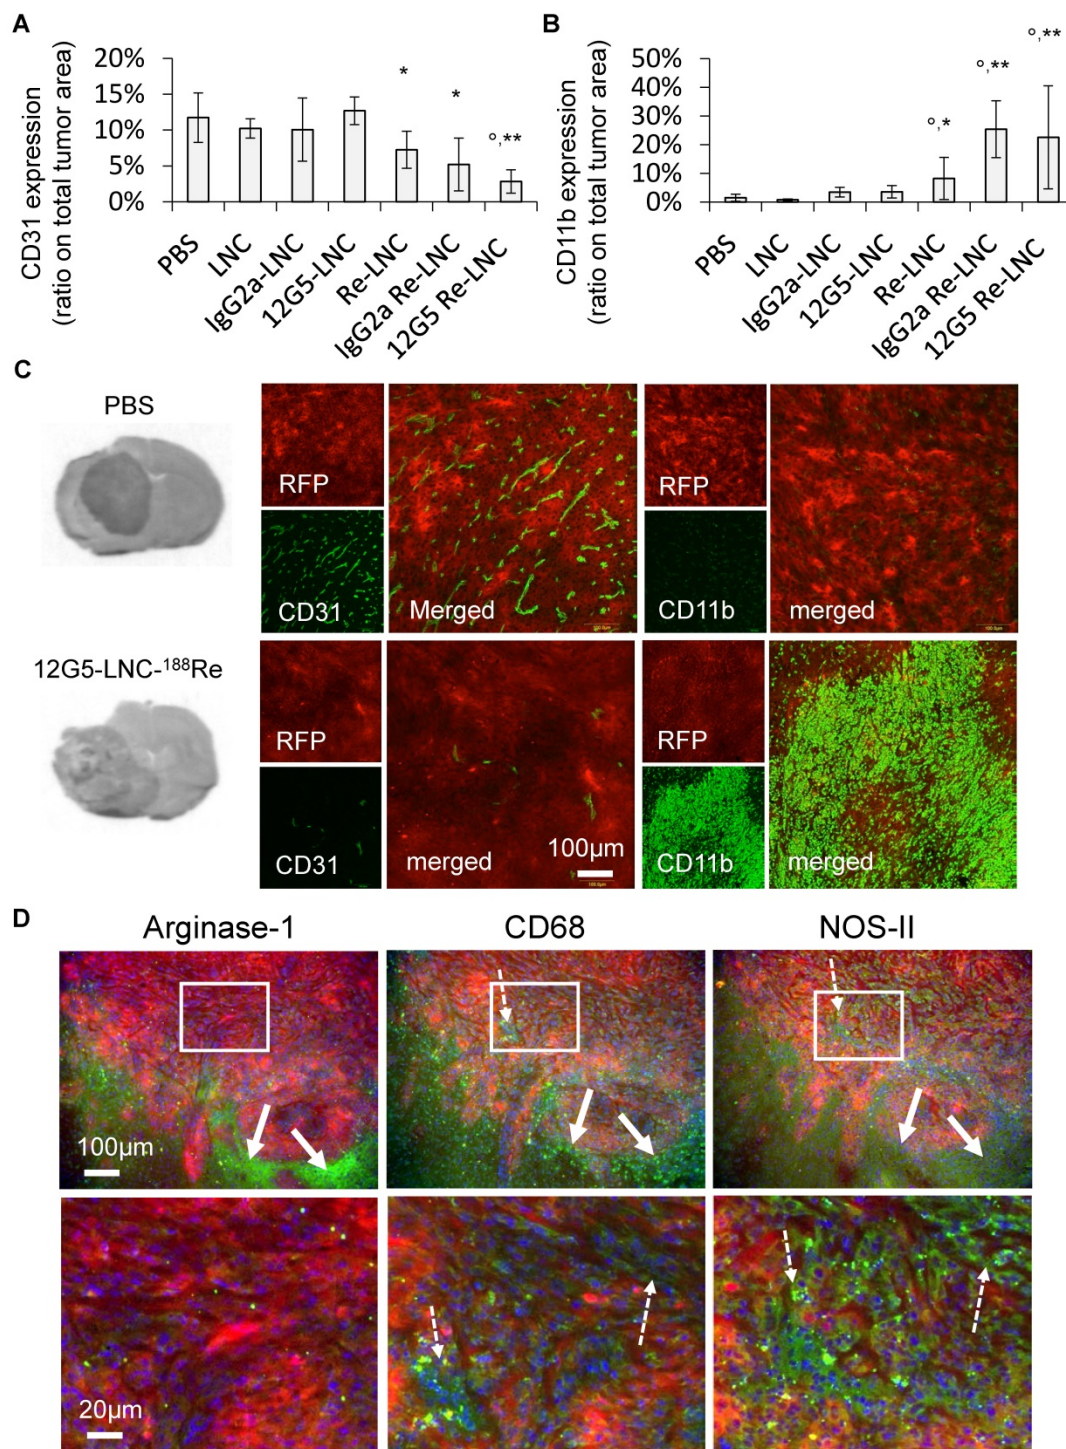 A
CD31 expression
(ratio on total tumor area)
20%
15%
10%
5%
0%
*
*
°,**
PBS
LNC
IgG2a-LNC
12G5-LNC
Re-LNC
IgG2a Re-LNC
12G5 Re-LNC
B
CD11b expression
(ratio on total tumor area)
50%
40%
30%
20%
10%
0%
°,*
°,**
°,**
PBS
LNC
IgG2a-LNC
12G5-LNC
Re-LNC
IgG2a Re-LNC
12G5 Re-LNC
C
PBS
RFP
CD31
Merged
RFP
CD11b
merged
12G5-LNC-¹⁸⁸Re
RFP
CD31
merged
100µm
RFP
CD11b
merged
D
Arginase-1
CD68
NOS-II
100µm
20µm